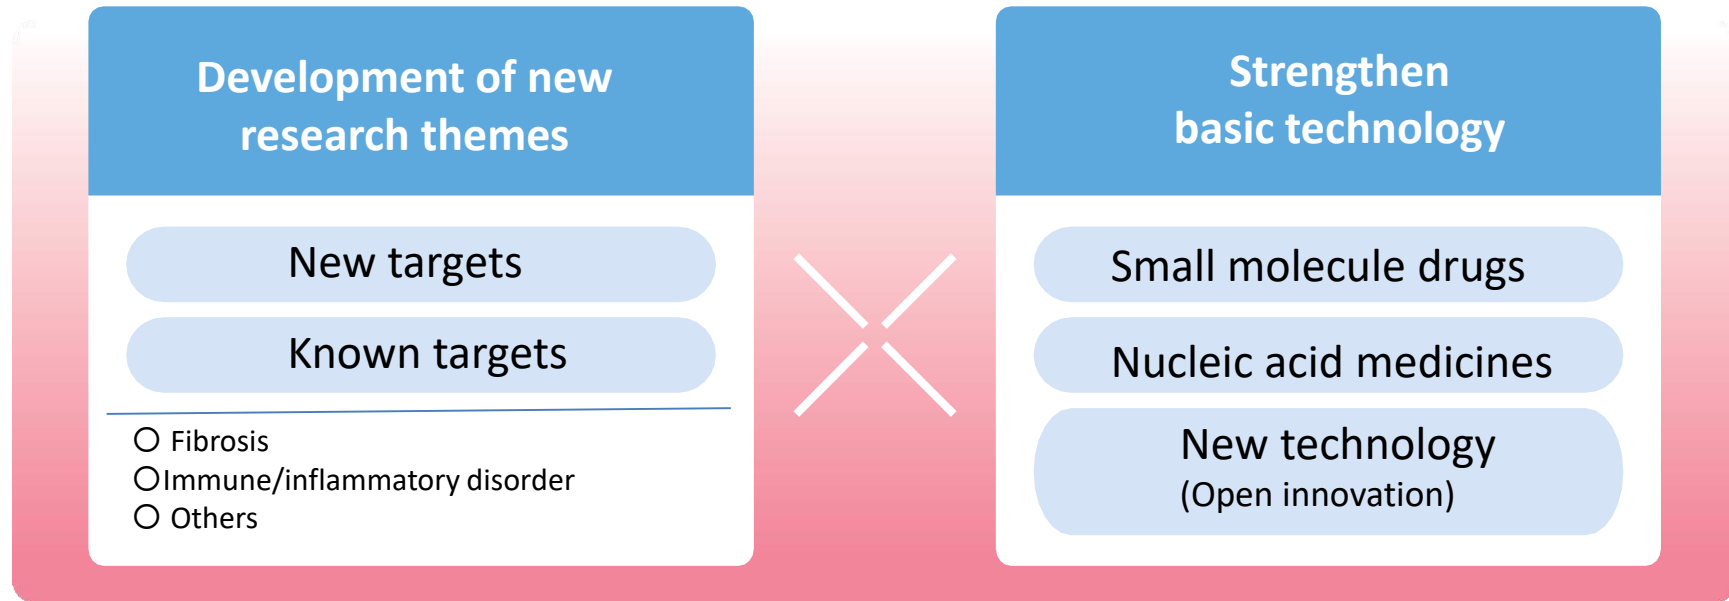 Development of new
research themes
New targets
Known targets
○ Fibrosis
○Immune/inflammatory disorder
○ Others
Strengthen
basic technology
Small molecule drugs
Nucleic acid medicines
New technology
(Open innovation)